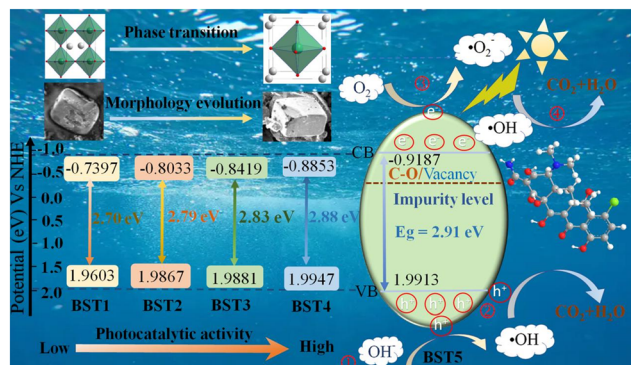 Phase transition
Morphology evolution
O₂
•O₂
③
CO₂+H₂O
④
e⁻
•OH
e⁻ e⁻ e⁻
Potential (eV) Vs NHE
-1.0
-0.5
0.0
0.5
1.0
1.5
2.0
-0.7397
-0.8033
-0.8419
-0.8853
CB
-0.9187
C-O/Vacancy
Impurity level
2.70 eV
2.79 eV
2.83 eV
2.88 eV
Eg = 2.91 eV
1.9603
1.9867
1.9881
1.9947
1.9913
VB
h⁺
②
h⁺ h⁺ h⁺
h⁺
BST1
BST2
BST3
BST4
BST5
Photocatalytic activity
Low
High
①
OH⁻
•OH
CO₂+H₂O